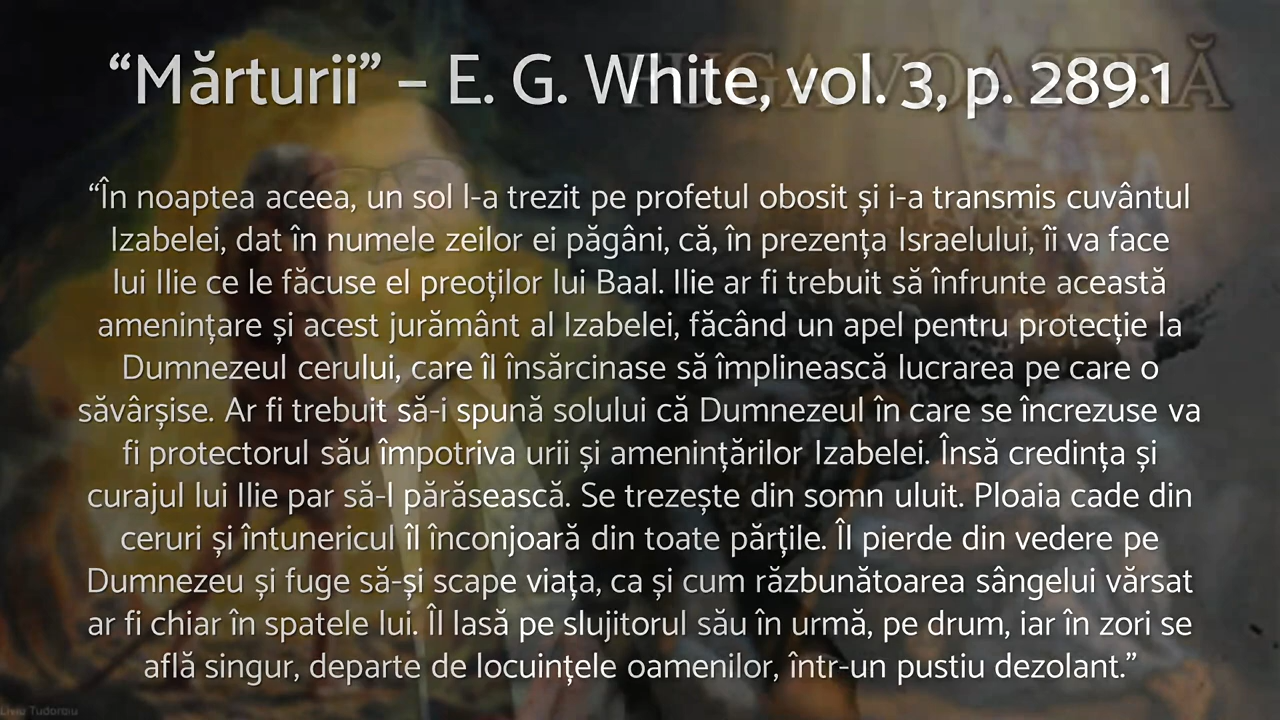 “Mărturii” – E. G. White, vol. 3, p. 289.1
“În noaptea aceea, un sol l-a trezit pe profetul obosit și i-a transmis cuvântul
Izabelei, dat în numele zeilor ei păgâni, că, în prezența Israelului, îi va face
lui Ilie ce le făcuse el preoților lui Baal. Ilie ar fi trebuit să înfrunte această
amenințare și acest jurământ al Izabelei, făcând un apel pentru protecție la
Dumnezeul cerului, care îl însărcinase să împlinească lucrarea pe care o
săvârșise. Ar fi trebuit să-i spună solului că Dumnezeul în care se încrezuse va
fi protectorul său împotriva urii și amenințărilor Izabelei. Însă credința și
curajul lui Ilie par să-l părăsească. Se trezește din somn uluit. Ploaia cade din
ceruri și întunericul îl înconjoară din toate părțile. Îl pierde din vedere pe
Dumnezeu și fuge să-și scape viața, ca și cum răzbunătoarea sângelui vărsat
ar fi chiar în spatele lui. Îl lasă pe slujitorul său în urmă, pe drum, iar în zori se
află singur, departe de locuințele oamenilor, într-un pustiu dezolant.”
Liviu Tudoroiu